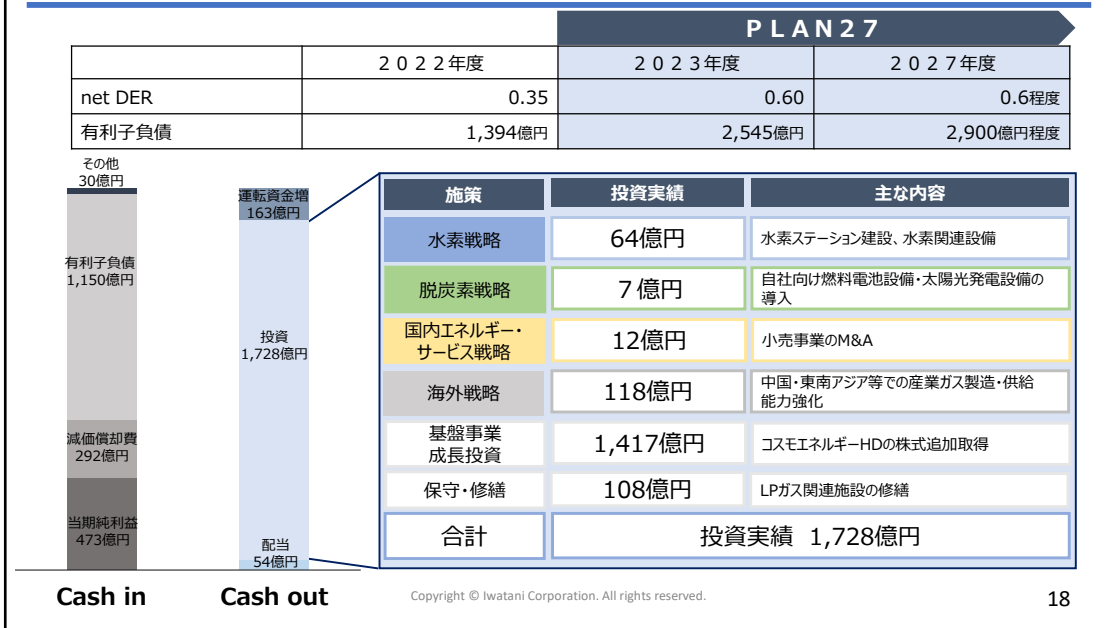 PLAN27
２０２２年度 ２０２３年度 ２０２７年度
net DER 0.35 0.60 0.6程度
有利子負債 1,394億円 2,545億円 2,900億円程度
その他
30億円
有利子負債
1,150億円
減価償却費
292億円
当期純利益
473億円
Cash in
運転資金増
163億円
投資
1,728億円
配当
54億円
Cash out
施策 投資実績 主な内容
水素戦略 64億円 水素ステーション建設、水素関連設備
脱炭素戦略 ７億円 自社向け燃料電池設備・太陽光発電設備の
導入
国内エネルギー・
サービス戦略 12億円 小売事業のM&A
海外戦略 118億円 中国・東南アジア等での産業ガス製造・供給
能力強化
基盤事業
成長投資 1,417億円 コスモエネルギーHDの株式追加取得
保守・修繕 108億円 LPガス関連施設の修繕
合計 投資実績 1,728億円
Copyright © Iwatani Corporation. All rights reserved.
18